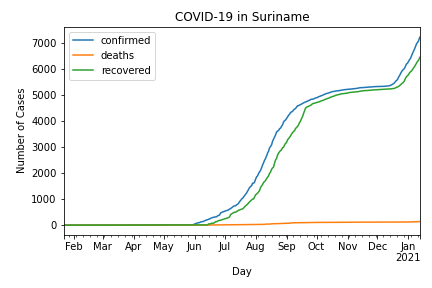 COVID-19 in Suriname
confirmed
deaths
recovered
Number of Cases
7000
6000
5000
4000
3000
2000
1000
0
Feb Mar Apr May Jun Jul Aug Sep Oct Nov Dec Jan
2021
Day